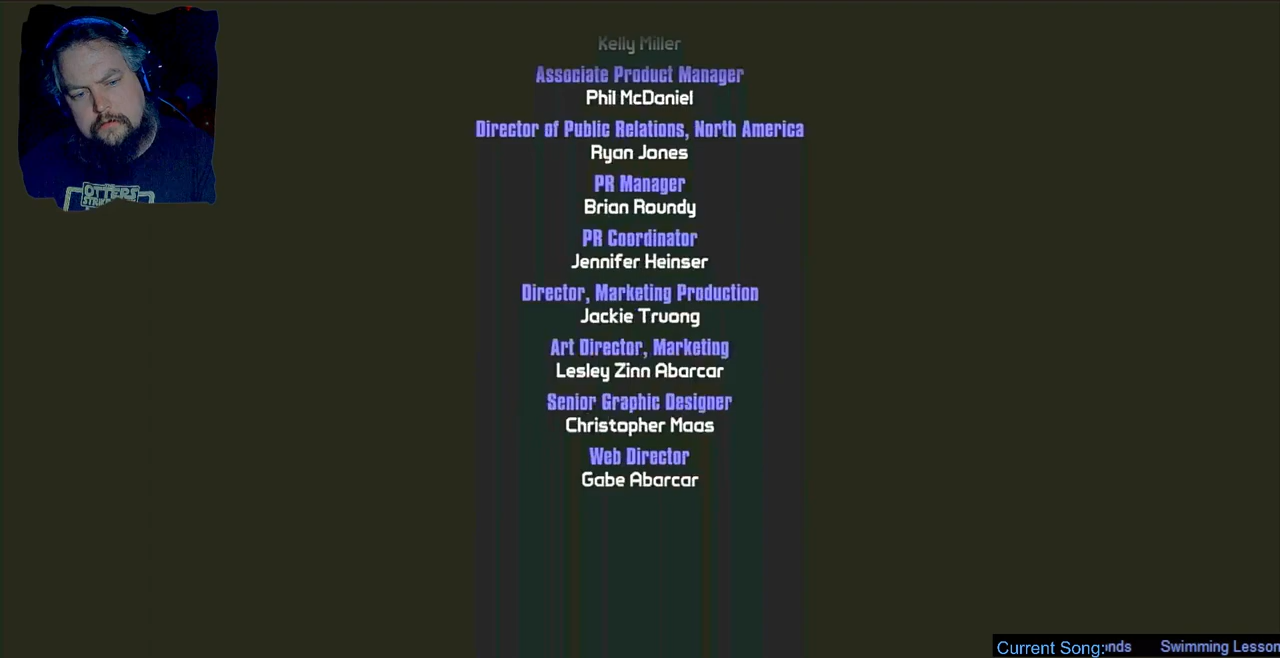 Kelly Miller
Associate Product Manager
Phil McDaniel
Director of Public Relations, North America
Ryan Jones
PR Manager
Brian Roundy
PR Coordinator
Jennifer Heinser
Director, Marketing Production
Jackie Truong
Art Director, Marketing
Lesley Zinn Abarcar
Senior Graphic Designer
Christopher Maas
Web Director
Gabe Abarcar
OTTERS
Current Song: Swimming